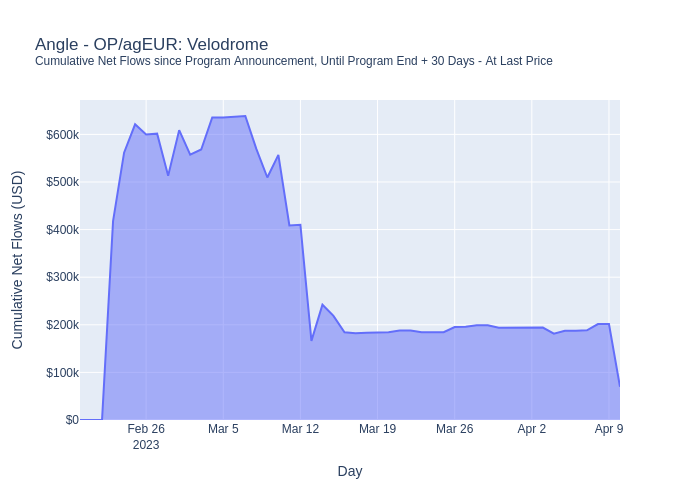 Angle - OP/agEUR: Velodrome
Cumulative Net Flows since Program Announcement, Until Program End + 30 Days - At Last Price
Cumulative Net Flows (USD)
$600k
$500k
$400k
$300k
$200k
$100k
$0
Feb 26
2023
Mar 5
Mar 12
Mar 19
Mar 26
Apr 2
Apr 9
Day